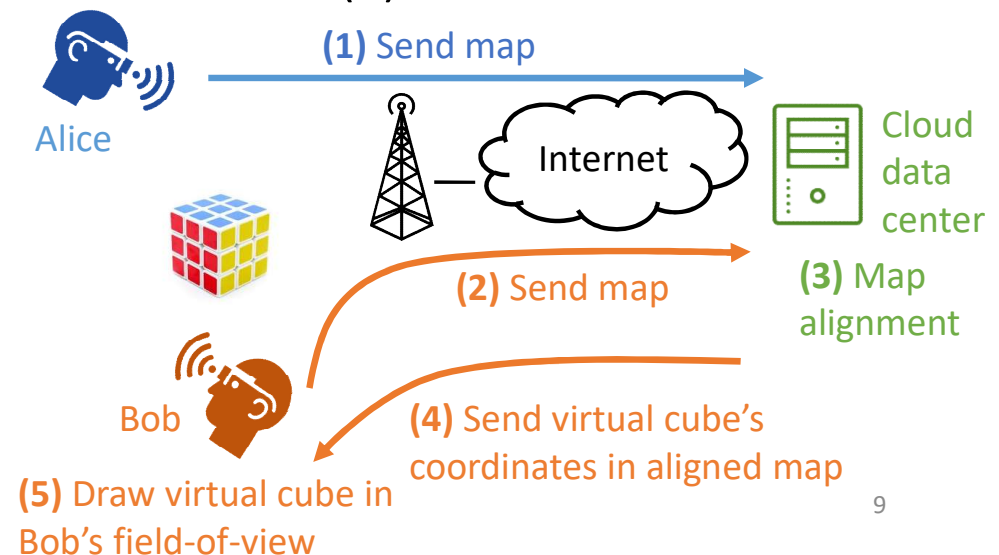 (1) Send map
Alice
Internet
Cloud
data
center
(2) Send map
(3) Map
alignment
Bob
(4) Send virtual cube’s
coordinates in aligned map
(5) Draw virtual cube in
Bob’s field-of-view
9